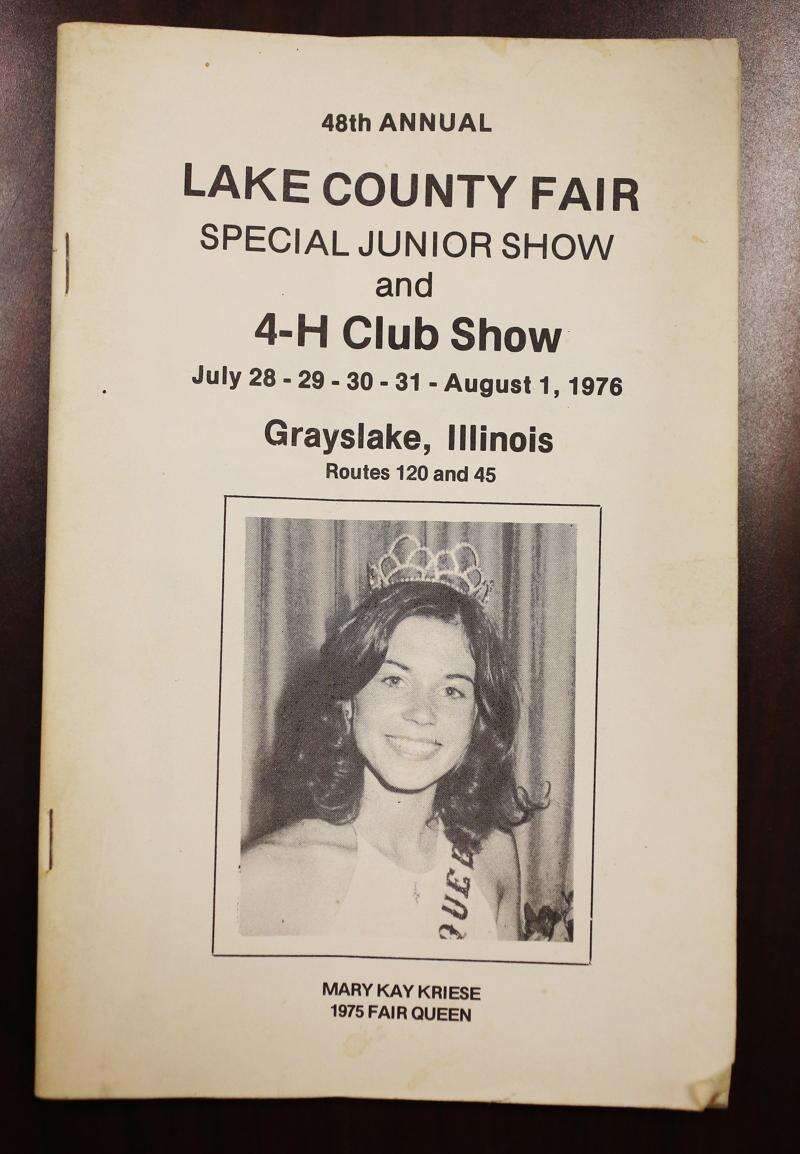 48th ANNUAL
LAKE COUNTY FAIR
SPECIAL JUNIOR SHOW
and
4-H Club Show
July 28 - 29 - 30 - 31 - August 1, 1976
Grayslake, Illinois
Routes 120 and 45
QUEE
MARY KAY KRIESE
1975 FAIR QUEEN